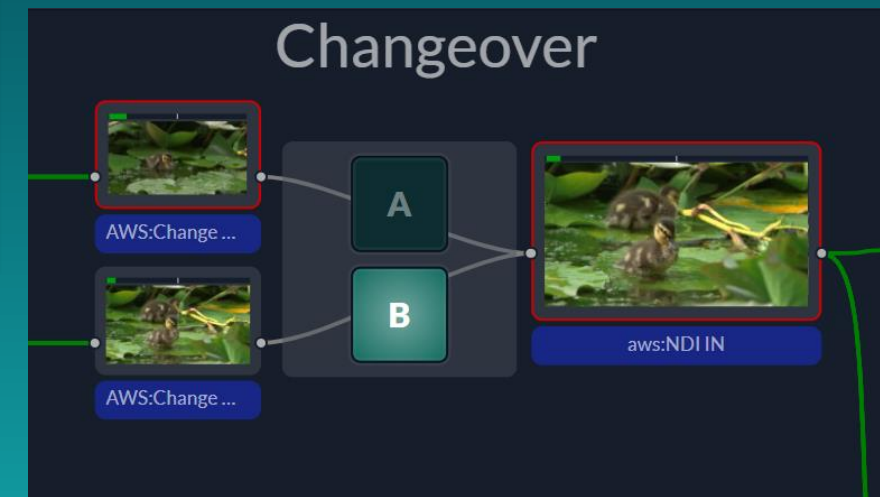 Changeover
AWS:Change ...
A
B
aws:NDI IN
AWS:Change ...